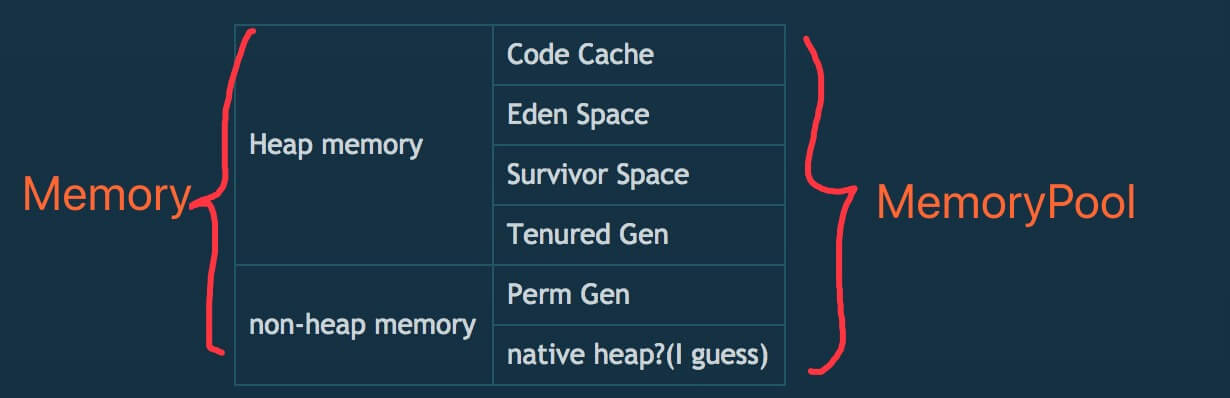 Code Cache
Eden Space
Heap memory
Survivor Space
Memory
MemoryPool
Tenured Gen
Perm Gen
non-heap memory
native heap?(I guess)